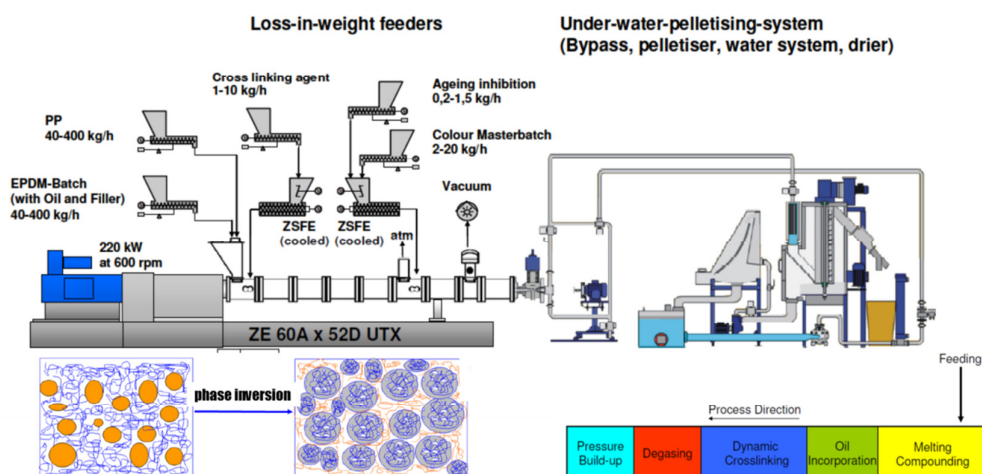 Loss-in-weight feeders
Under-water-pelletising-system
(Bypass, pelletiser, water system, drier)
Cross linking agent
1-10 kg/h
Ageing inhibition
0,2-1,5 kg/h
PP
40-400 kg/h
Colour Masterbatch
2-20 kg/h
EPDM-Batch
(with Oil and Filler)
40-400 kg/h
Vacuum
ZSFE
(cooled)
ZSFE
(cooled)
atm
220 kW
at 600 rpm
ZE 60A x 52D UTX
phase inversion
Feeding
Process Direction
Pressure
Build-up
Degasing
Dynamic
Crosslinking
Oil
Incorporation
Melting
Compounding